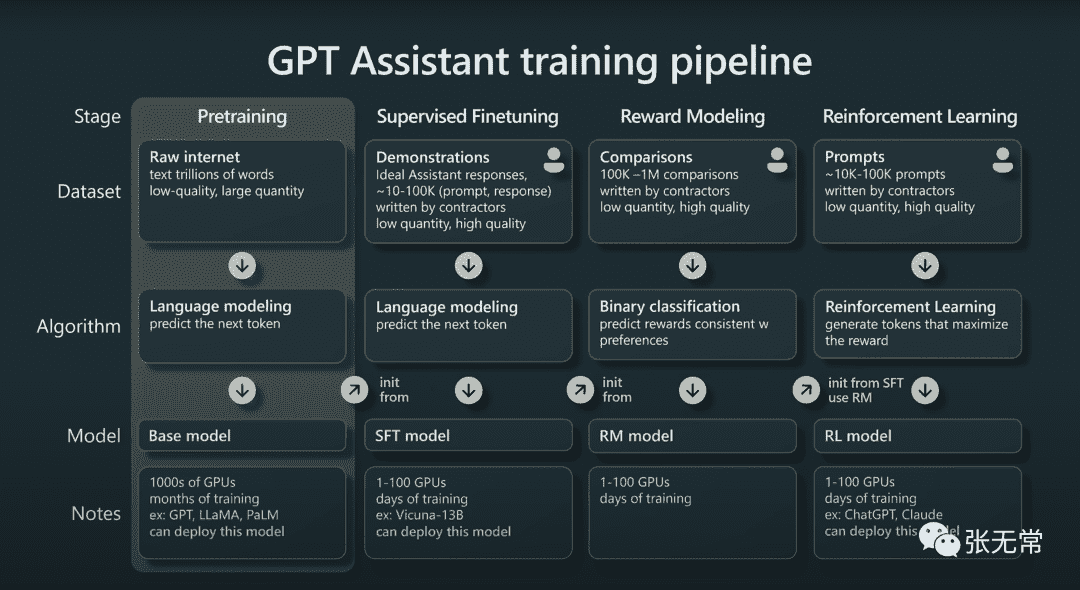 GPT Assistant training pipeline
Stage
Pretraining
Supervised Finetuning
Reward Modeling
Reinforcement Learning
Dataset
Raw internet
text trillions of words
low-quality, large quantity
Demonstrations
Ideal Assistant responses,
~10-100K (prompt, response)
written by contractors
low quantity, high quality
Comparisons
100K –1M comparisons
written by contractors
low quantity, high quality
Prompts
~10K-100K prompts
written by contractors
low quantity, high quality
Algorithm
Language modeling
predict the next token
Language modeling
predict the next token
Binary classification
predict rewards consistent w
preferences
Reinforcement Learning
generate tokens that maximize
the reward
init
from
init
from
init from SFT
use RM
Model
Base model
SFT model
RM model
RL model
Notes
1000s of GPUs
months of training
ex: GPT, LLaMA, PaLM
can deploy this model
1-100 GPUs
days of training
ex: Vicuna-13B
can deploy this model
1-100 GPUs
days of training
1-100 GPUs
days of training
ex: ChatGPT, Claude
can deploy this
张无常